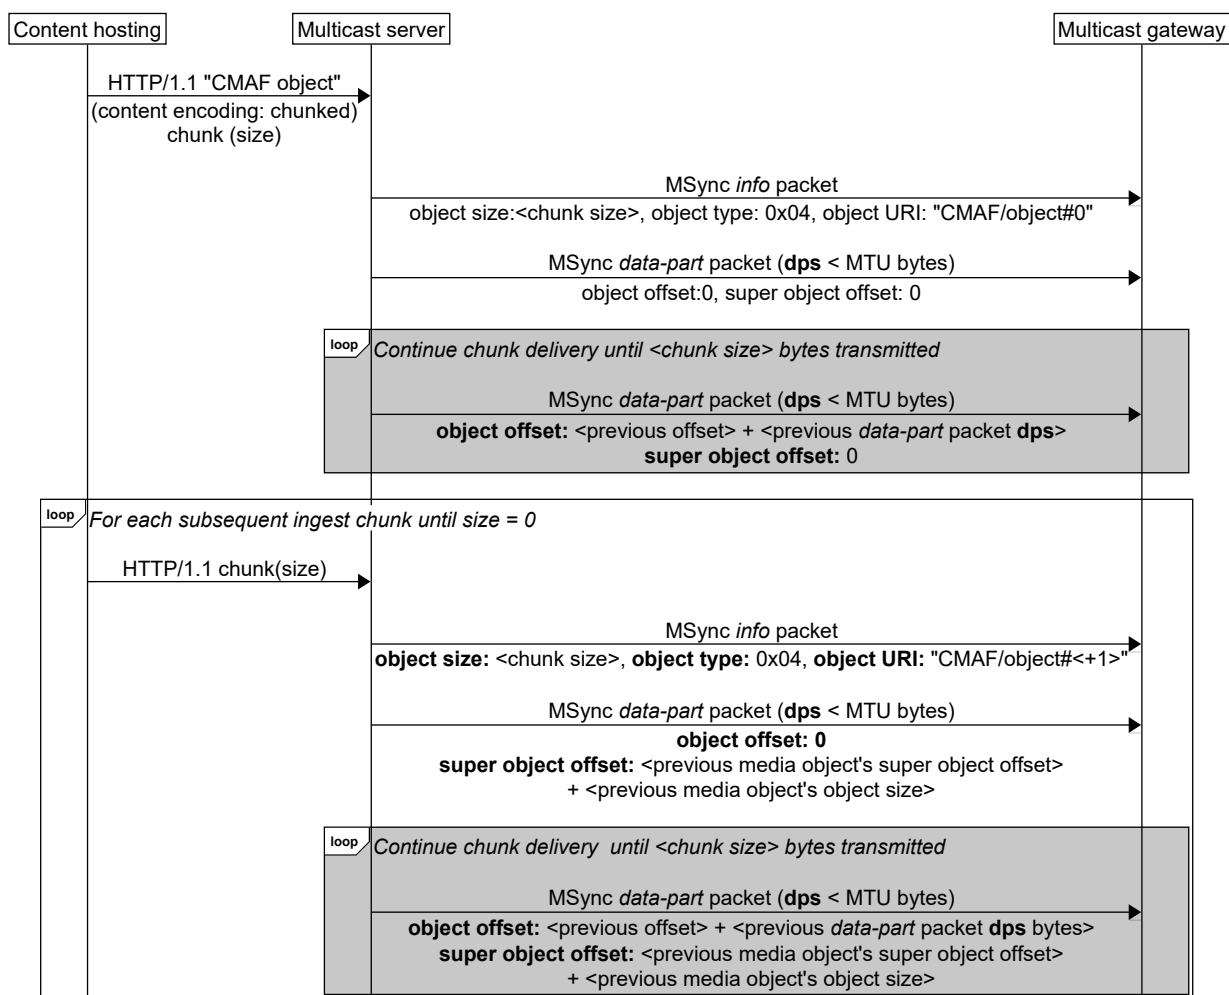 Content hosting
Multicast server
Multicast gateway
HTTP/1.1 "CMAF object"
(content encoding: chunked)
chunk (size)
MSync info packet
object size:<chunk size>, object type: 0x04, object URI: "CMAF/object#0"
MSync data-part packet (dps < MTU bytes)
object offset:0, super object offset: 0
loop
Continue chunk delivery until <chunk size> bytes transmitted
MSync data-part packet (dps < MTU bytes)
object offset: <previous offset> + <previous data-part packet dps>
super object offset: 0
loop
For each subsequent ingest chunk until size = 0
HTTP/1.1 chunk(size)
MSync info packet
object size: <chunk size>, object type: 0x04, object URI: "CMAF/object#<+1>"
MSync data-part packet (dps < MTU bytes)
object offset: 0
super object offset: <previous media object's super object offset>
+ <previous media object's object size>
loop
Continue chunk delivery  until <chunk size> bytes transmitted
MSync data-part packet (dps < MTU bytes)
object offset: <previous offset> + <previous data-part packet dps bytes>
super object offset: <previous media object's super object offset>
+ <previous media object's object size>